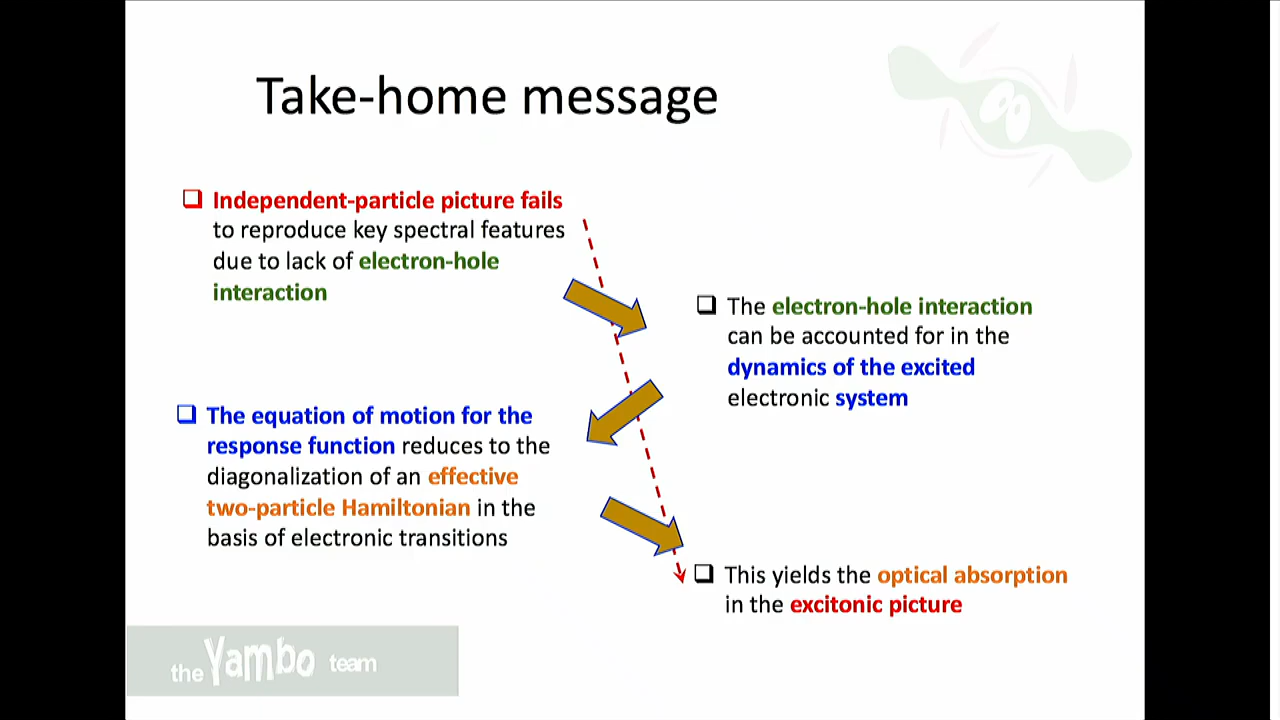 Take-home message
Independent-particle picture fails
to reproduce key spectral features
due to lack of electron-hole
interaction
The electron-hole interaction
can be accounted for in the
dynamics of the excited
electronic system
The equation of motion for the
response function reduces to the
diagonalization of an effective
two-particle Hamiltonian in the
basis of electronic transitions
This yields the optical absorption
in the excitonic picture
the Yambo team